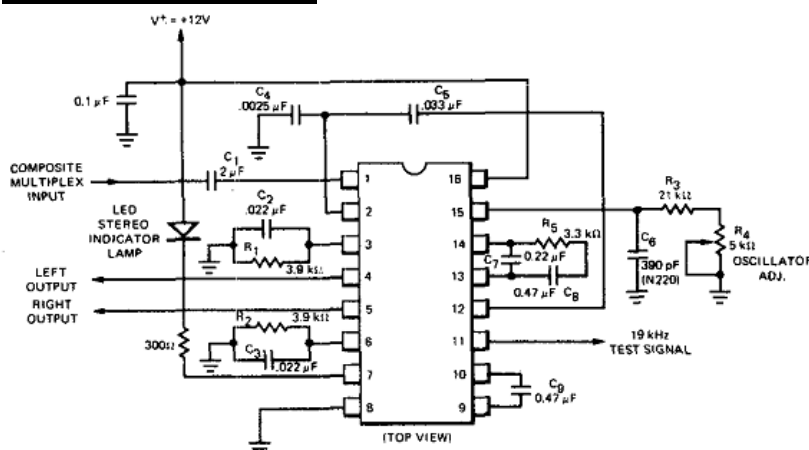 V+ = +12V
0.1 µF
C4
.0025 µF
C5
.033 µF
COMPOSITE
MULTIPLEX
INPUT
C1
2 µF
LED
STEREO
INDICATOR
LAMP
C2
.022 µF
R1
3.9 kΩ
LEFT
OUTPUT
RIGHT
OUTPUT
R2
3.9 kΩ
C3
.022 µF
300Ω
1
2
3
4
5
6
7
8
16
15
14
13
12
11
10
9
R3
21 kΩ
R4
5 kΩ
OSCILLATOR
ADJ.
C6
390 pF
(N220)
R5
3.3 kΩ
C7
0.22 µF
0.47 µF
C8
19 kHz
TEST SIGNAL
C9
0.47 µF
(TOP VIEW)